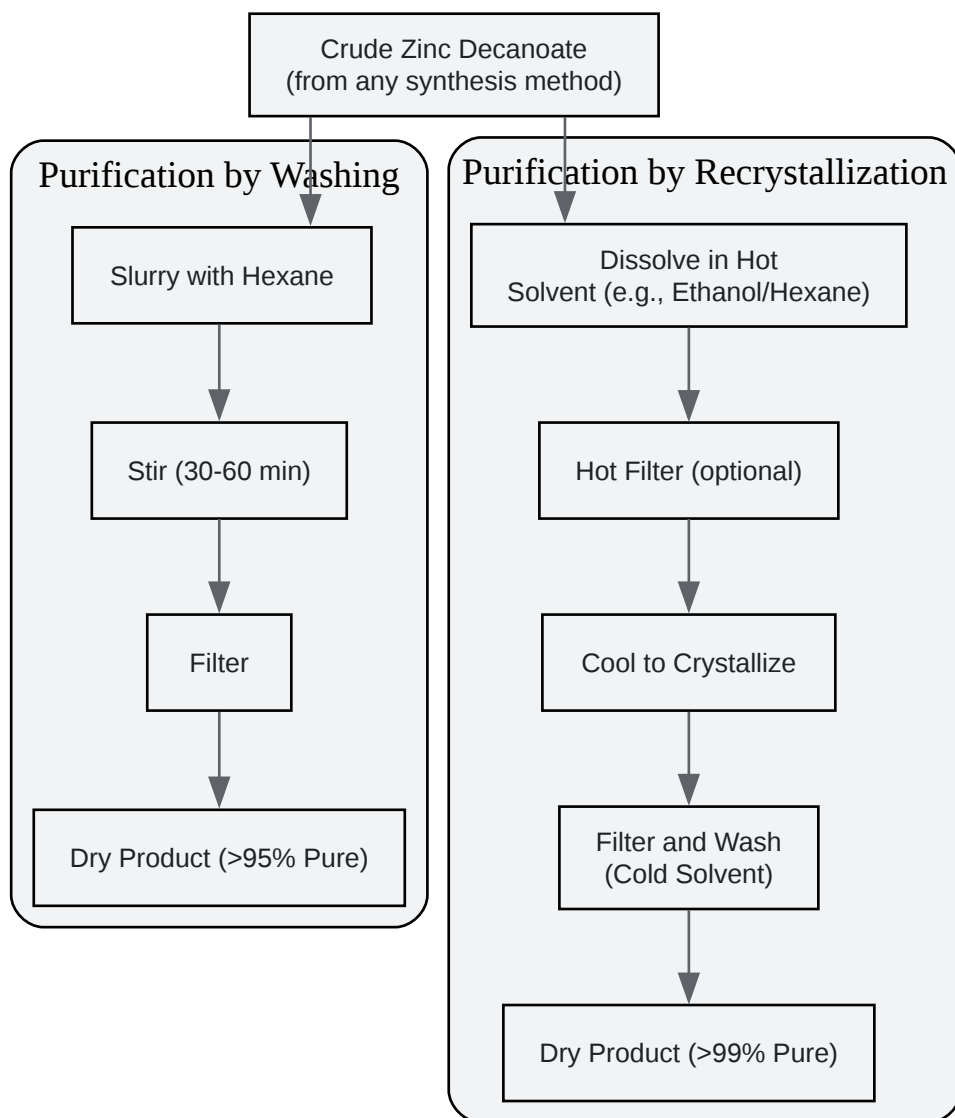 Crude Zinc Decanoate
(from any synthesis method)
Purification by Washing
Slurry with Hexane
Stir (30-60 min)
Filter
Dry Product (>95% Pure)
Purification by Recrystallization
Dissolve in Hot
Solvent (e.g., Ethanol/Hexane)
Hot Filter (optional)
Cool to Crystallize
Filter and Wash
(Cold Solvent)
Dry Product (>99% Pure)